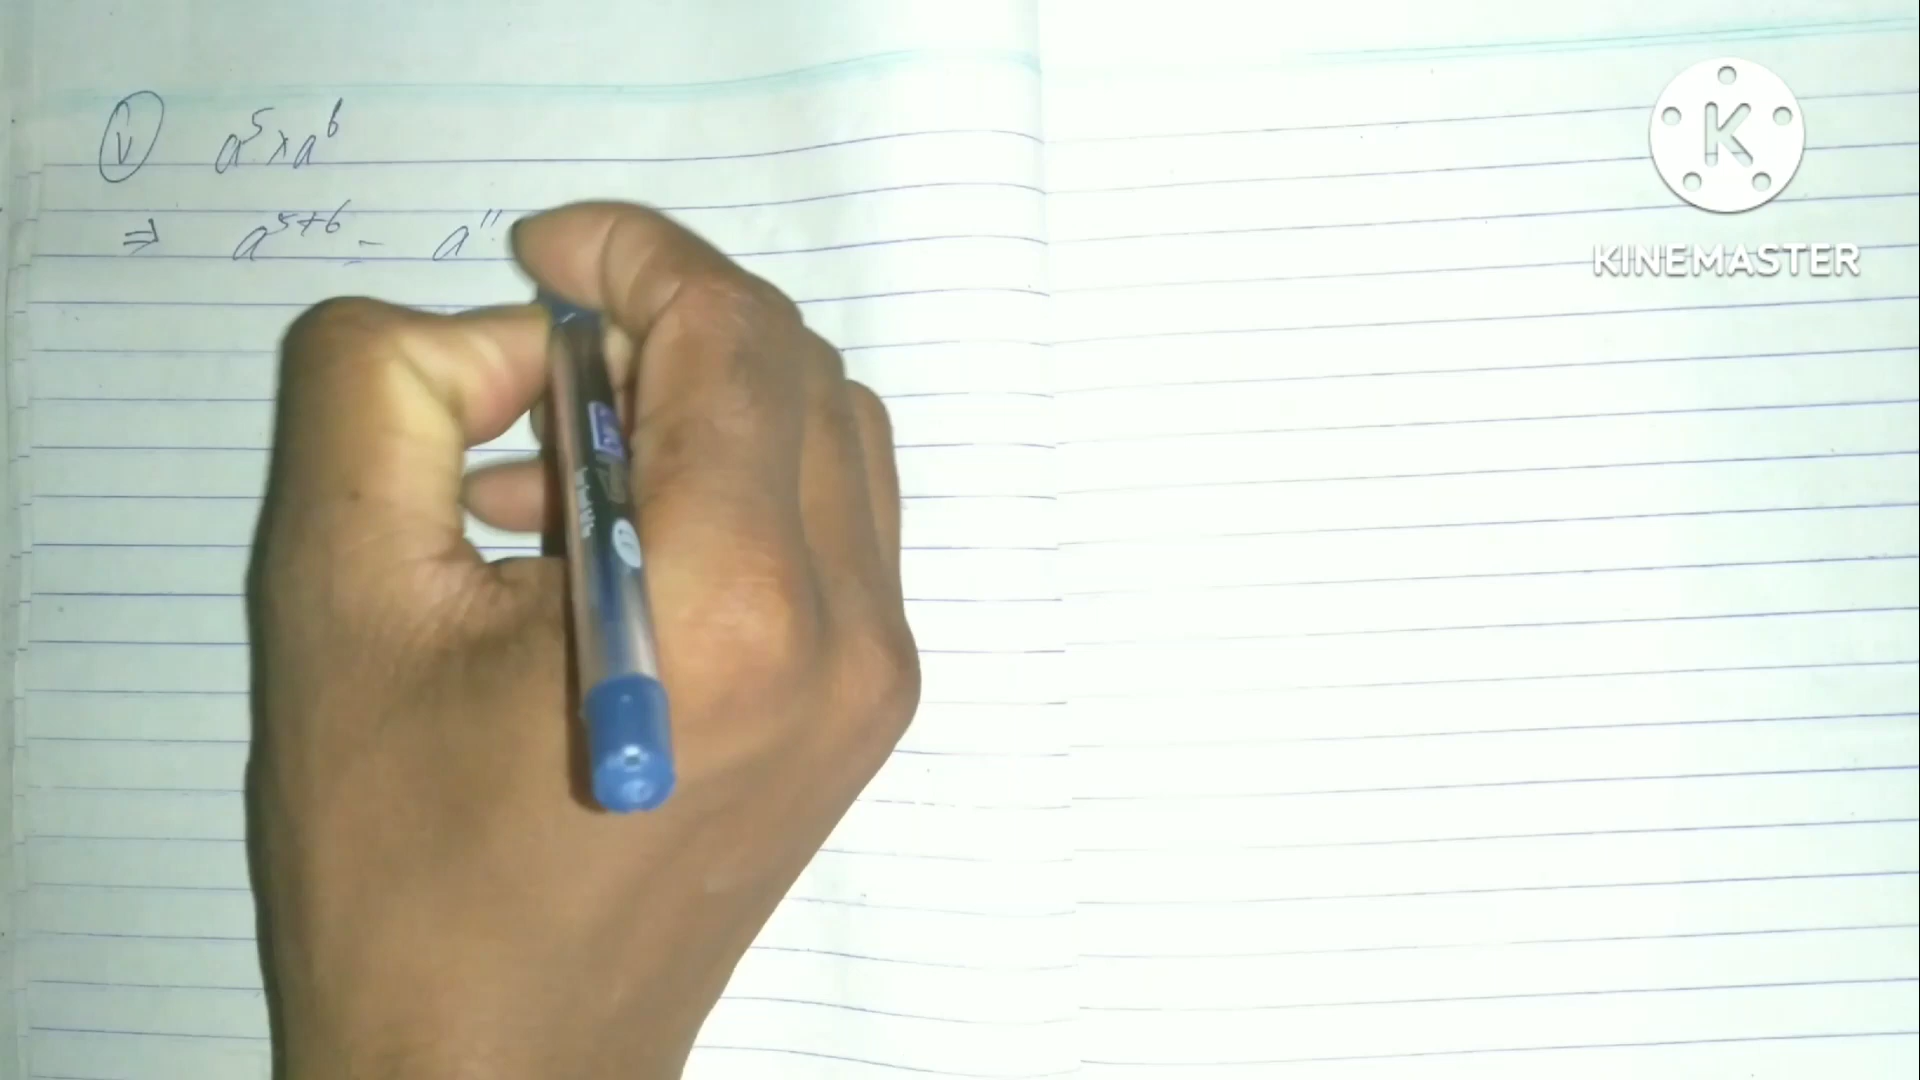 (v) a⁵ × a⁶
⇒ a⁵⁺⁶ = a¹¹
KINEMASTER